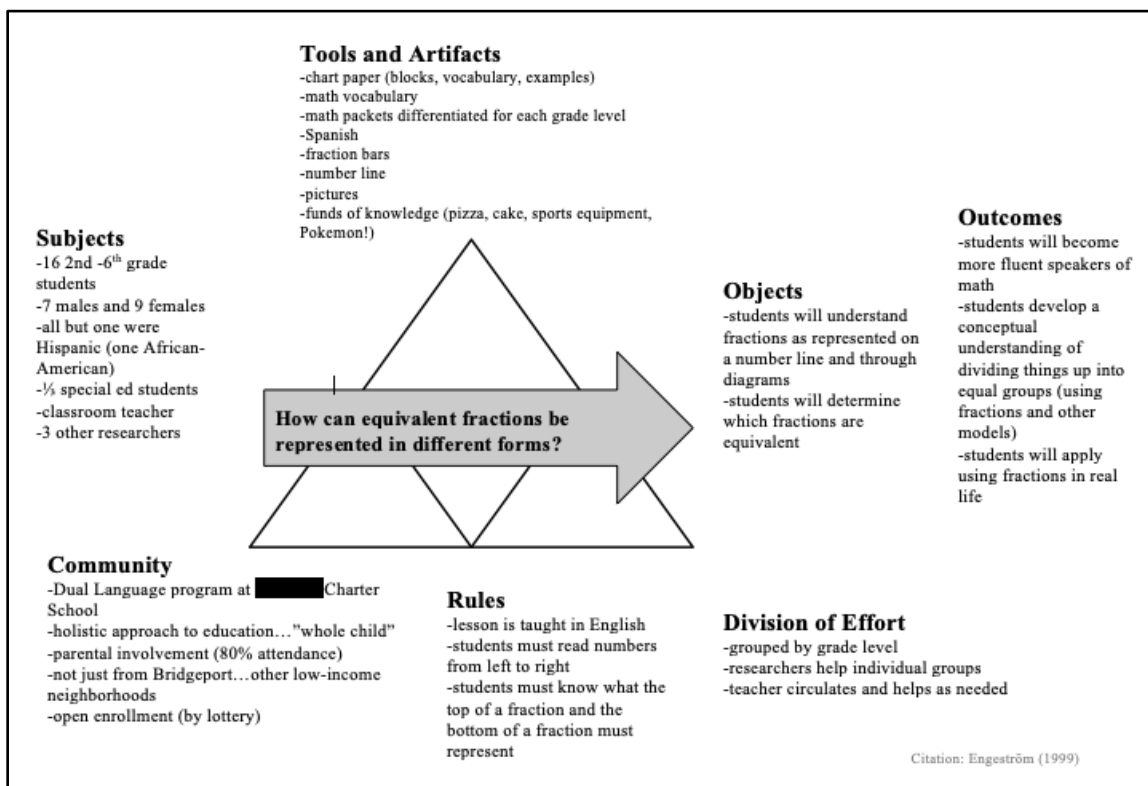 Tools and Artifacts
-chart paper (blocks, vocabulary, examples)
-math vocabulary
-math packets differentiated for each grade level
-Spanish
-fraction bars
-number line
-pictures
-funds of knowledge (pizza, cake, sports equipment,
Pokemon!)
Subjects
-16 2nd -6th grade
students
-7 males and 9 females
-all but one were
Hispanic (one African-
American)
-⅓ special ed students
-classroom teacher
-3 other researchers
How can equivalent fractions be
represented in different forms?
Objects
-students will understand
fractions as represented on
a number line and through
diagrams
-students will determine
which fractions are
equivalent
Outcomes
-students will become
more fluent speakers of
math
-students develop a
conceptual
understanding of
dividing things up into
equal groups (using
fractions and other
models)
-students will apply
using fractions in real
life
Community
-Dual Language program at Charter
School
-holistic approach to education…”whole child”
-parental involvement (80% attendance)
-not just from Bridgeport…other low-income
neighborhoods
-open enrollment (by lottery)
Rules
-lesson is taught in English
-students must read numbers
from left to right
-students must know what the
top of a fraction and the
bottom of a fraction must
represent
Division of Effort
-grouped by grade level
-researchers help individual groups
-teacher circulates and helps as needed
Citation: Engeström (1999)